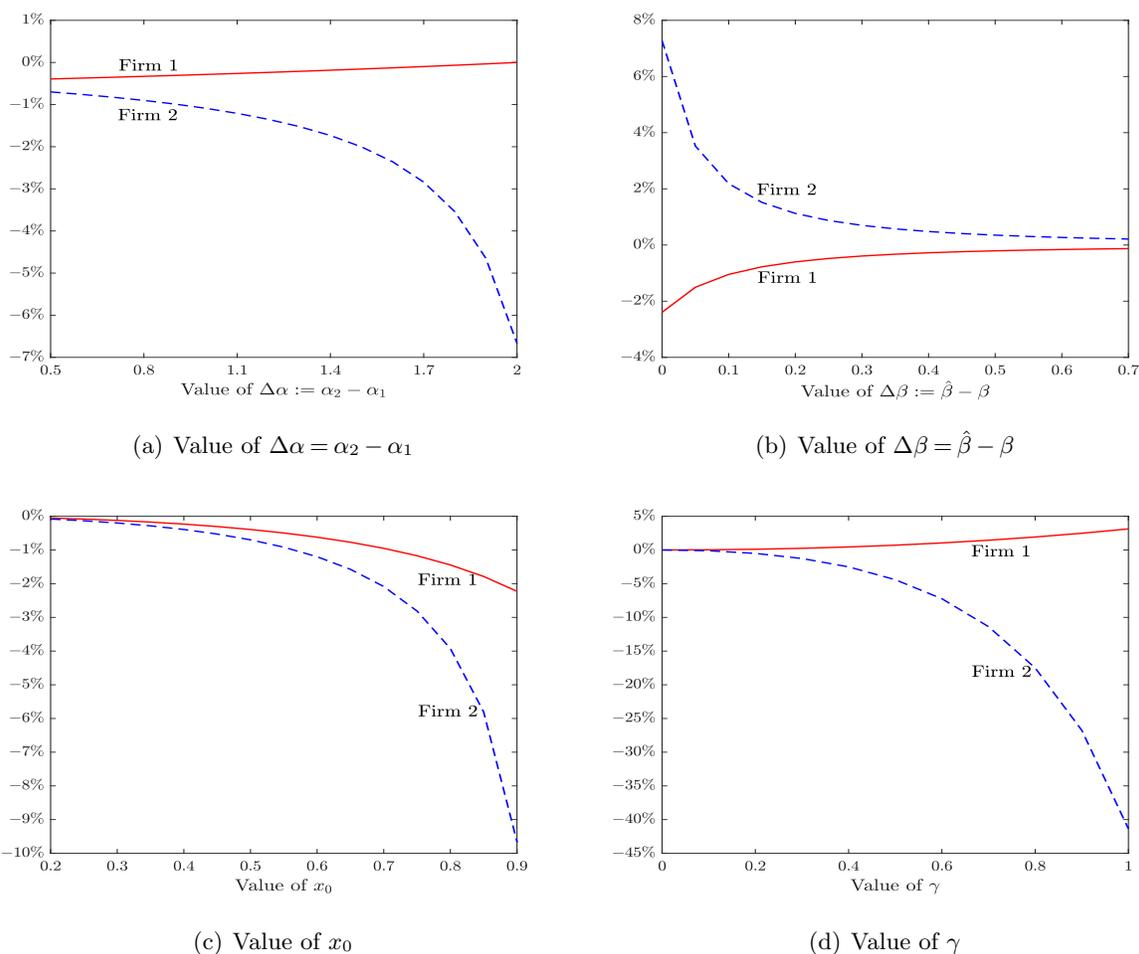 1%
0%
−1%
−2%
−3%
−4%
−5%
−6%
−7%
Firm 1
Firm 2
0.5 0.8 1.1 1.4 1.7 2
Value of Δα := α₂ − α₁
(a) Value of Δα = α₂ − α₁
8%
6%
4%
2%
0%
−2%
−4%
Firm 2
Firm 1
0 0.1 0.2 0.3 0.4 0.5 0.6 0.7
Value of Δβ := β̂ − β
(b) Value of Δβ = β̂ − β
0%
−1%
−2%
−3%
−4%
−5%
−6%
−7%
−8%
−9%
−10%
Firm 1
Firm 2
0.2 0.3 0.4 0.5 0.6 0.7 0.8 0.9
Value of x₀
(c) Value of x₀
5%
0%
−5%
−10%
−15%
−20%
−25%
−30%
−35%
−40%
−45%
Firm 1
Firm 2
0 0.2 0.4 0.6 0.8 1
Value of γ
(d) Value of γ